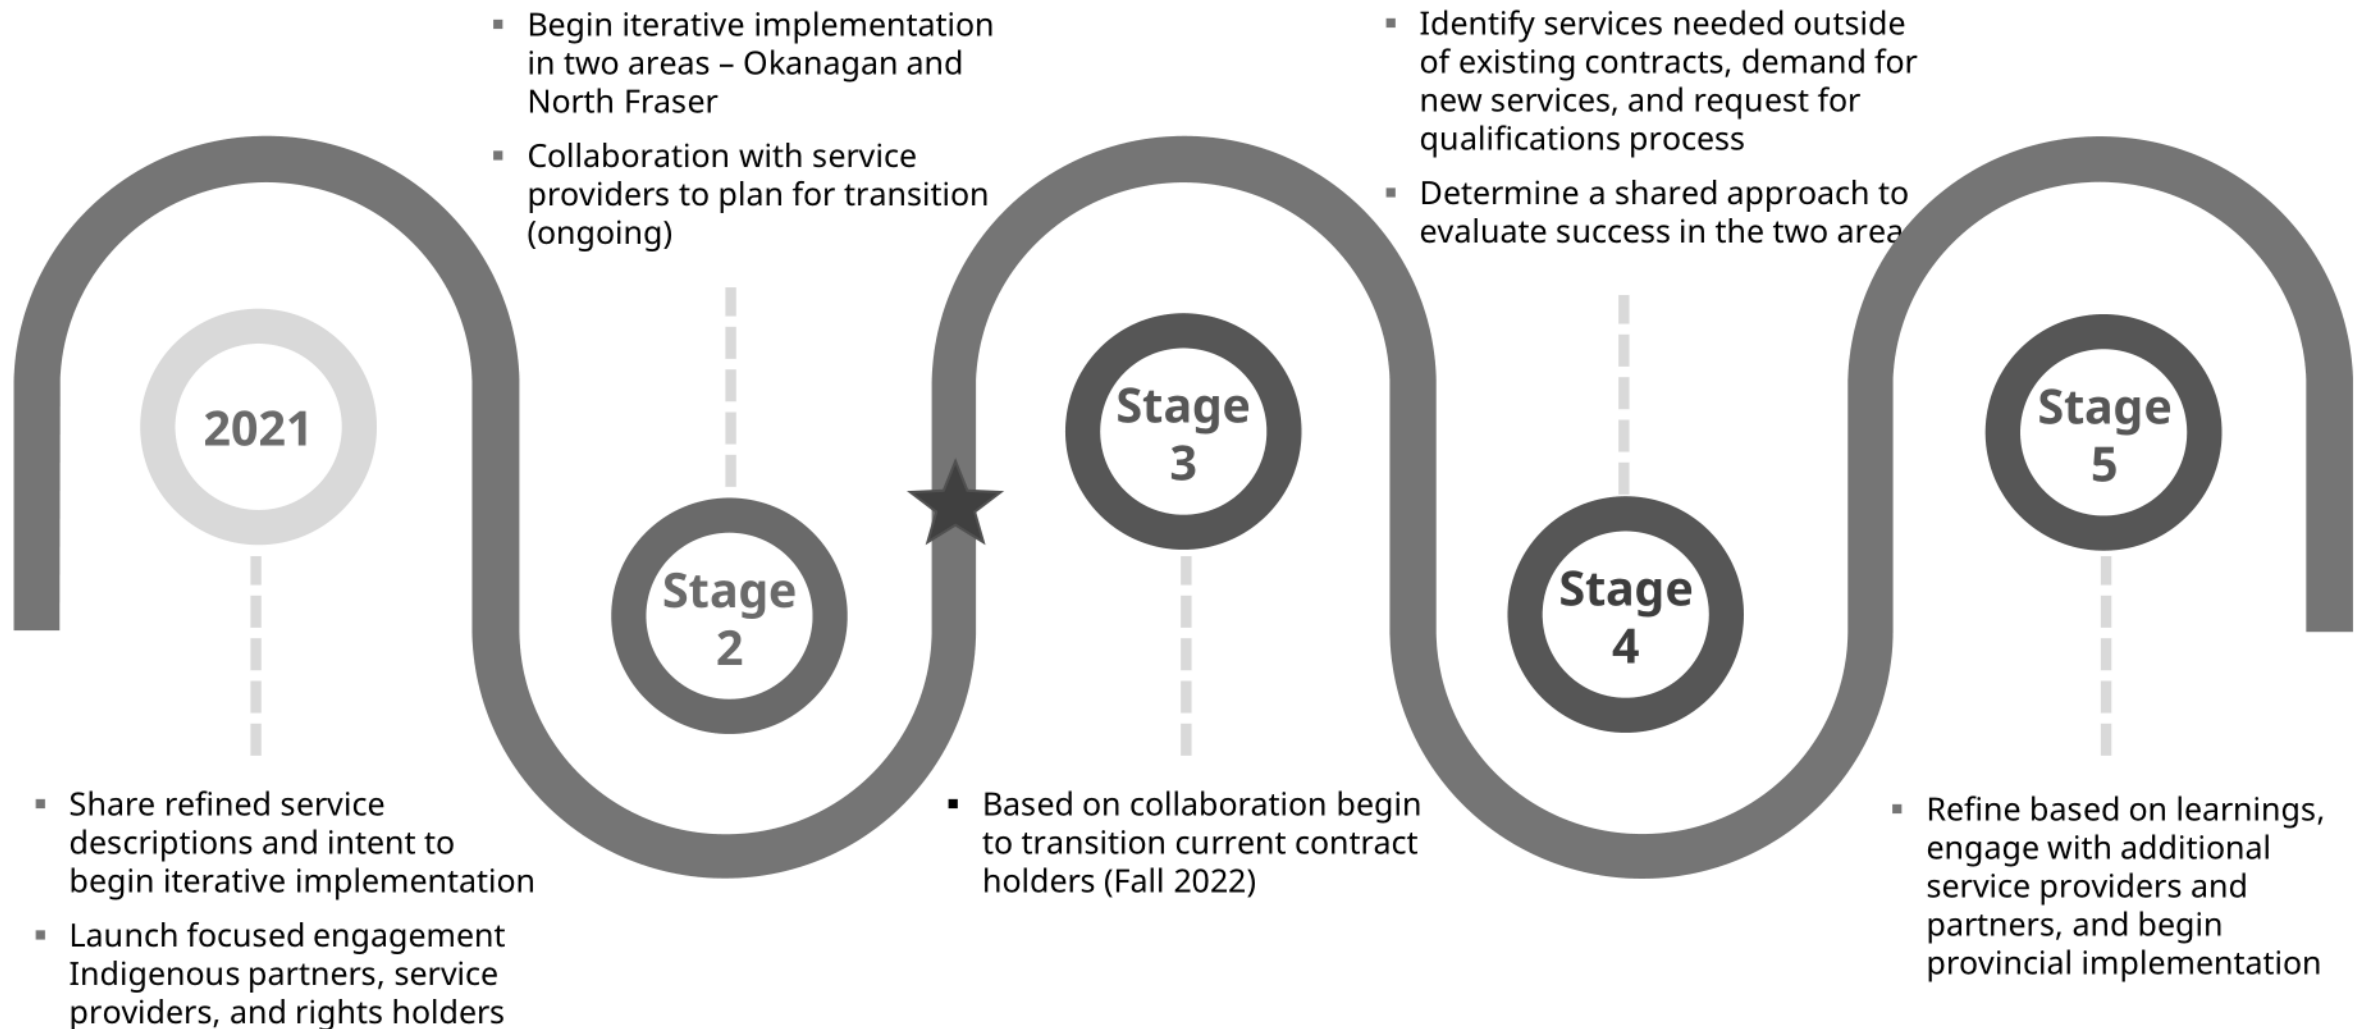 2021
▪ Share refined service
descriptions and intent to
begin iterative implementation
▪ Launch focused engagement
Indigenous partners, service
providers, and rights holders
▪ Begin iterative implementation
in two areas – Okanagan and
North Fraser
▪ Collaboration with service
providers to plan for transition
(ongoing)
Stage
2
Stage
3
▪ Based on collaboration begin
to transition current contract
holders (Fall 2022)
▪ Identify services needed outside
of existing contracts, demand for
new services, and request for
qualifications process
▪ Determine a shared approach to
evaluate success in the two area
Stage
4
Stage
5
▪ Refine based on learnings,
engage with additional
service providers and
partners, and begin
provincial implementation